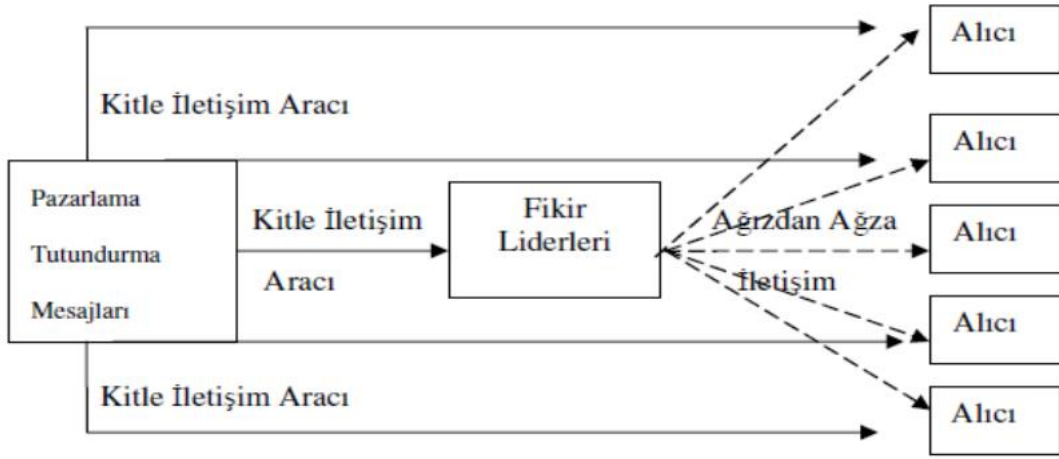 Alıcı
Kitle İletişim Aracı
Alıcı
Pazarlama
Tutundurma
Mesajları
Kitle İletişim
Aracı
Fikir
Liderleri
Ağızdan Ağza
İletişim
Alıcı
Alıcı
Kitle İletişim Aracı
Alıcı